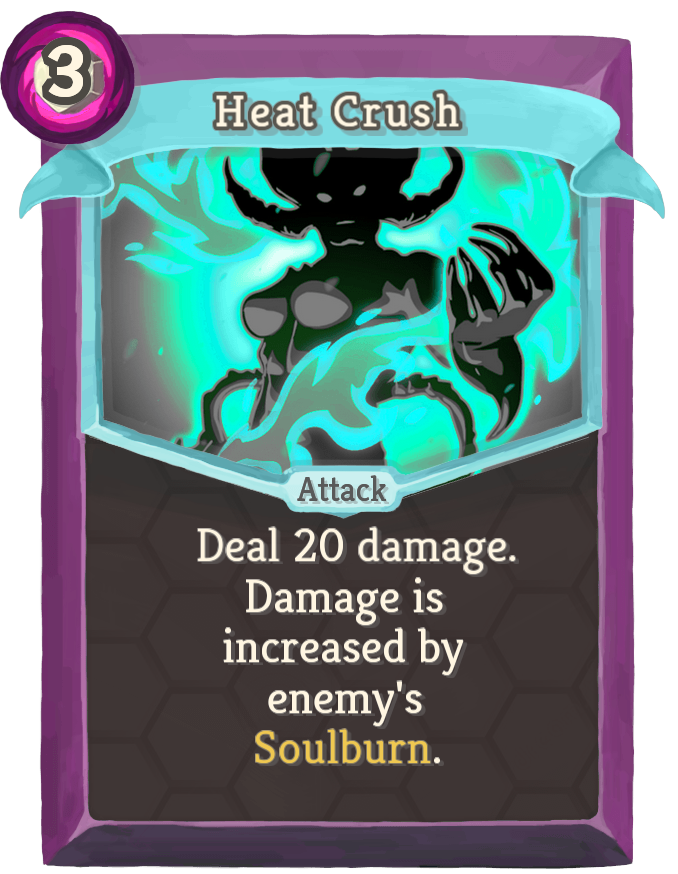 3
Heat Crush
Attack
Deal 20 damage.
Damage is
increased by
enemy's
Soulburn.